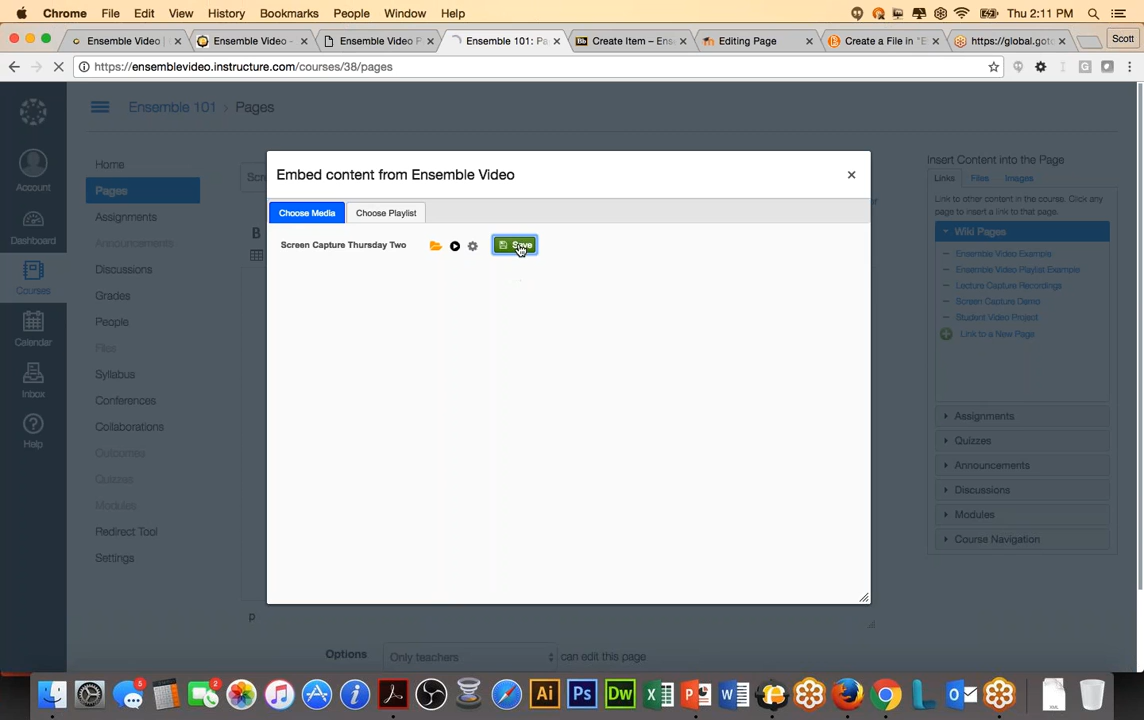 Chrome File Edit View History Bookmarks People Window Help Thu 2:11 PM
Ensemble Video | Ensemble Video - Ensemble Video P Ensemble 101: Pa Create Item – Ens Editing Page Create a File in "E https://global.goto Scott
https://ensemblevideo.instructure.com/courses/38/pages
Ensemble 101 > Pages
Account
Dashboard
Courses
Calendar
Inbox
Help
Home
Pages
Assignments
Announcements
Discussions
Grades
People
Files
Syllabus
Conferences
Collaborations
Outcomes
Quizzes
Modules
Redirect Tool
Settings
Scr
B
Embed content from Ensemble Video
Choose Media Choose Playlist
Screen Capture Thursday Two Save
p
Options Only teachers can edit this page
Insert Content into the Page
Links Files Images
Link to other content in the course. Click any
page to insert a link to that page.
Wiki Pages
Ensemble Video Example
Ensemble Video Playlist Example
Lecture Capture Recordings
Screen Capture Demo
Student Video Project
Link to a New Page
Assignments
Quizzes
Announcements
Discussions
Modules
Course Navigation
5
2
Ai
Ps
Dw